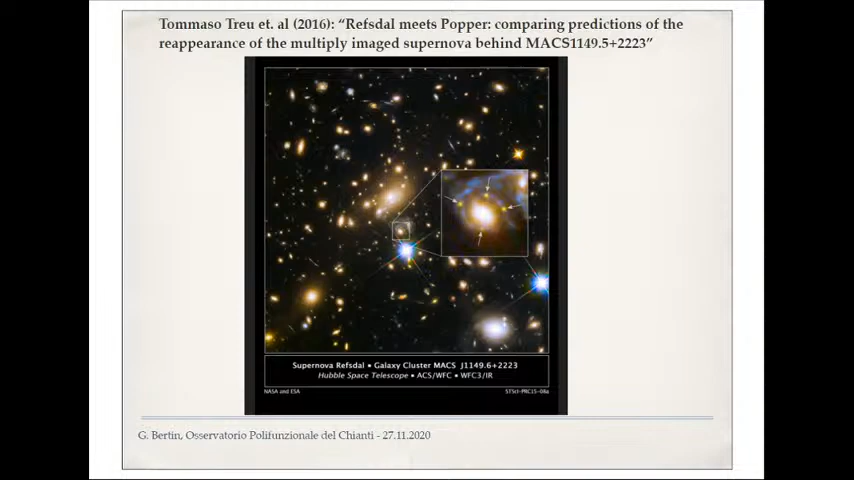 Tommaso Treu et. al (2016): “Refsdal meets Popper: comparing predictions of the
reappearance of the multiply imaged supernova behind MACS1149.5+2223”
Supernova Refsdal • Galaxy Cluster MACS J1149.6+2223
Hubble Space Telescope • ACS/WFC • WFC3/IR
NASA and ESA
STScI-PRC15-08a
G. Bertin, Osservatorio Polifunzionale del Chianti - 27.11.2020